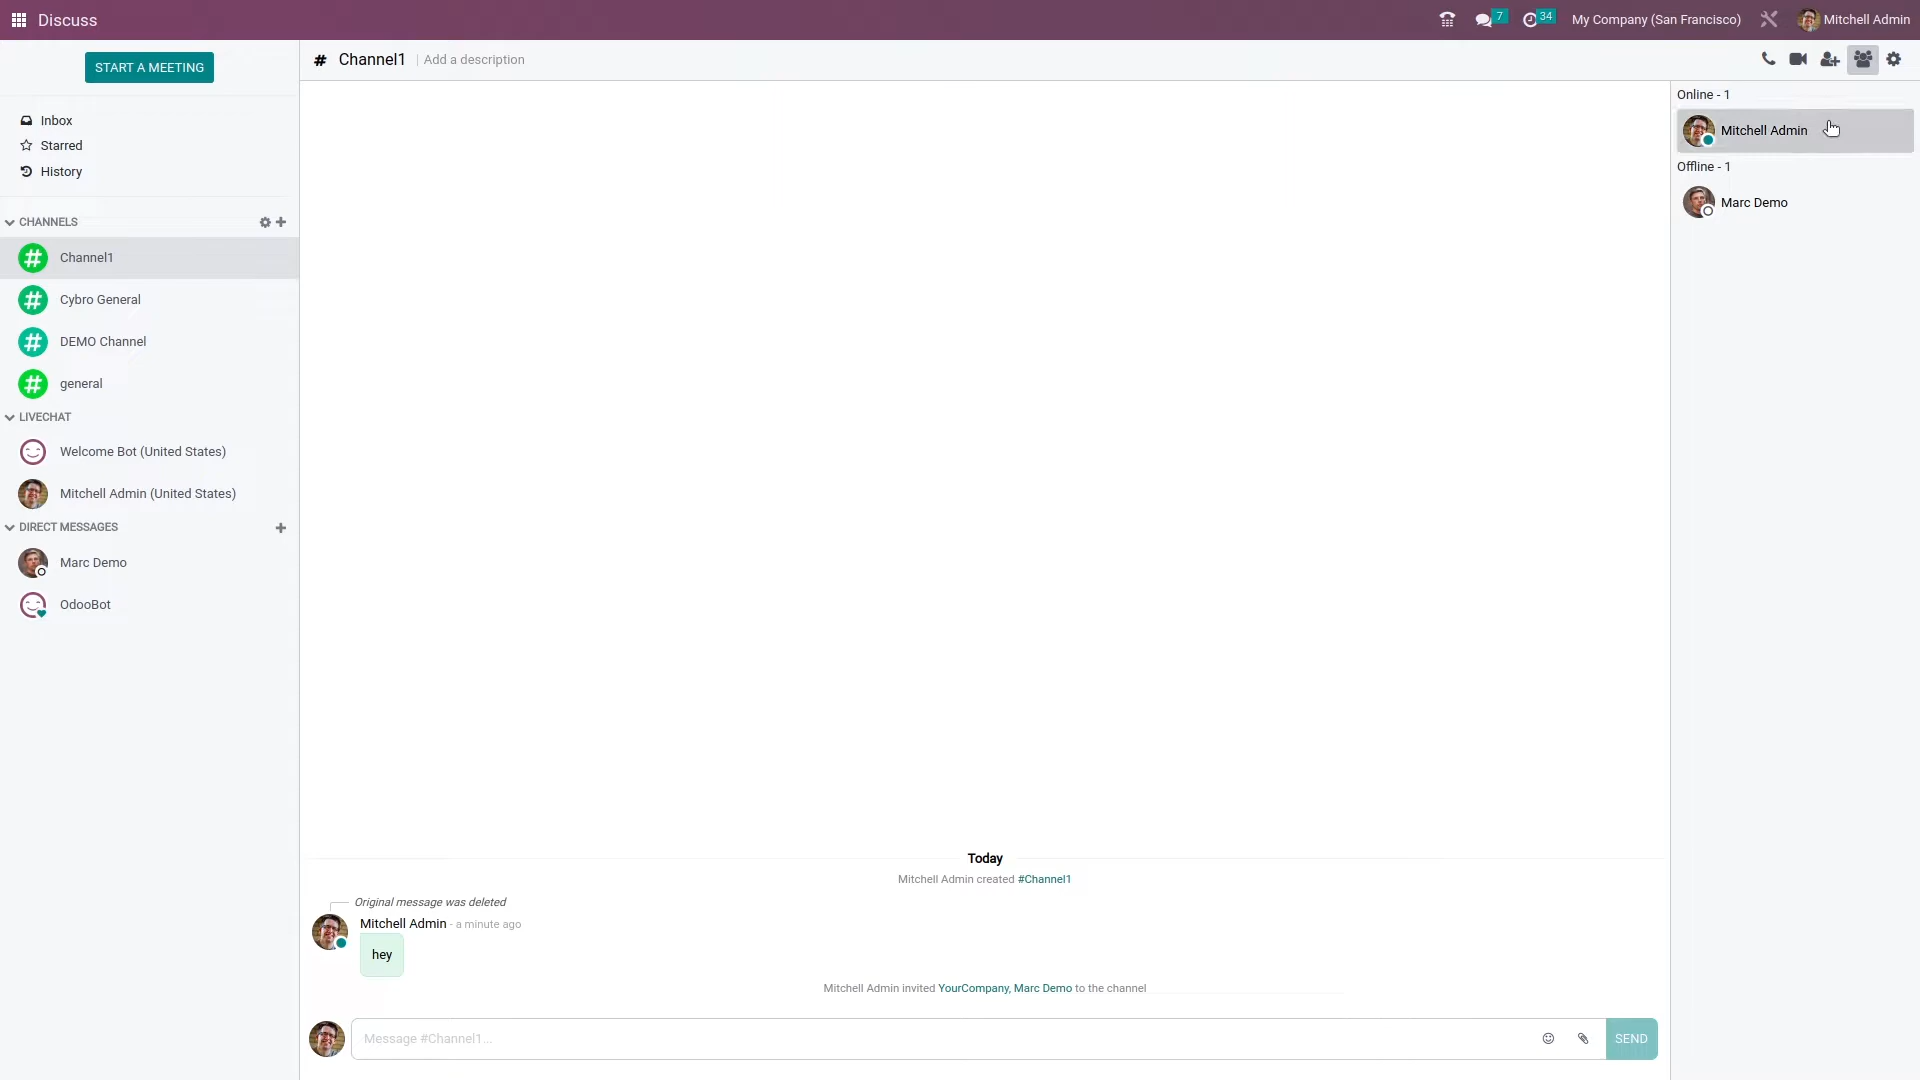 Discuss
7
34
My Company (San Francisco)
Mitchell Admin
START A MEETING
# Channel1
Add a description
Inbox
Starred
History
CHANNELS
Channel1
Cybro General
DEMO Channel
general
LIVECHAT
Welcome Bot (United States)
Mitchell Admin (United States)
DIRECT MESSAGES
Marc Demo
OdooBot
Today
Mitchell Admin created #Channel1
Original message was deleted
Mitchell Admin - a minute ago
hey
Mitchell Admin invited YourCompany, Marc Demo to the channel
Message #Channel1...
SEND
Online - 1
Mitchell Admin
Offline - 1
Marc Demo